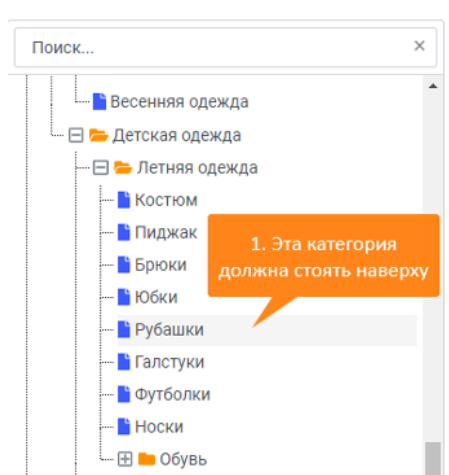 Поиск...
Весенняя одежда
Детская одежда
Летняя одежда
Костюм
Пиджак
Брюки
Юбки
Рубашки
Галстуки
Футболки
Носки
Обувь
1. Эта категория
должна стоять наверху